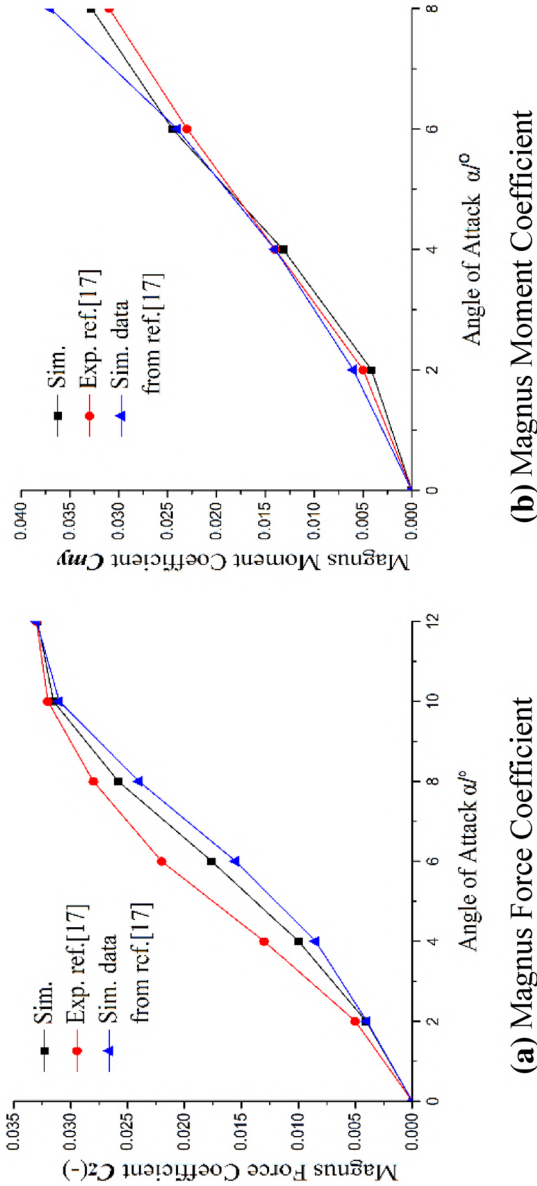 0.035
0.030
0.025
0.020
0.015
0.010
0.005
0.000
Magnus Force Coefficient Cz(-)
Sim.
Exp. ref.[17]
Sim. data
from ref.[17]
0 2 4 6 8 10 12
Angle of Attack α/°
(a) Magnus Force Coefficient
0.040
0.035
0.030
0.025
0.020
0.015
0.010
0.005
0.000
Magnus Moment Coefficient Cmy
Sim.
Exp. ref.[17]
Sim. data
from ref.[17]
0 2 4 6 8
Angle of Attack α/°
(b) Magnus Moment Coefficient